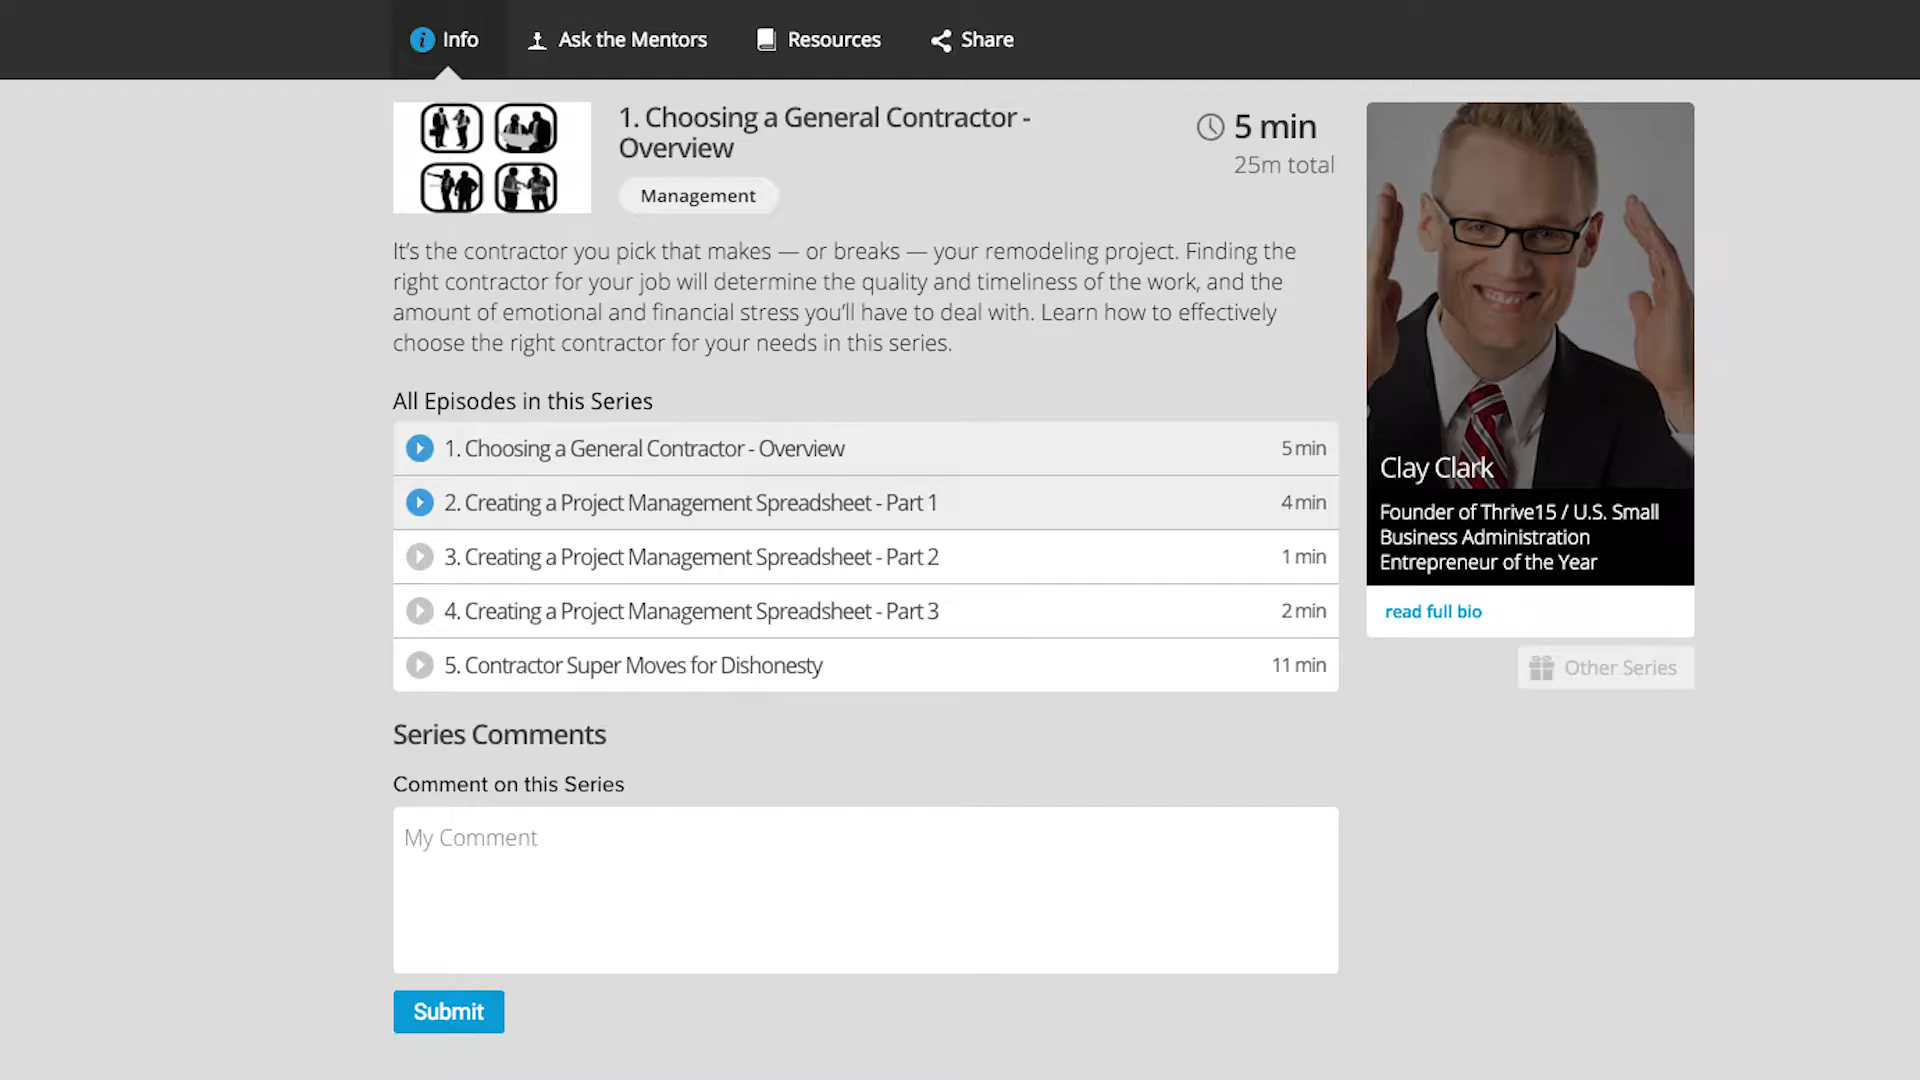 Info
Ask the Mentors
Resources
Share
1. Choosing a General Contractor -
Overview
Management
5 min
25m total
It’s the contractor you pick that makes — or breaks — your remodeling project. Finding the
right contractor for your job will determine the quality and timeliness of the work, and the
amount of emotional and financial stress you’ll have to deal with. Learn how to effectively
choose the right contractor for your needs in this series.
All Episodes in this Series
1. Choosing a General Contractor - Overview 5 min
2. Creating a Project Management Spreadsheet - Part 1 4 min
3. Creating a Project Management Spreadsheet - Part 2 1 min
4. Creating a Project Management Spreadsheet - Part 3 2 min
5. Contractor Super Moves for Dishonesty 11 min
Clay Clark
Founder of Thrive15 / U.S. Small
Business Administration
Entrepreneur of the Year
read full bio
Other Series
Series Comments
Comment on this Series
My Comment
Submit